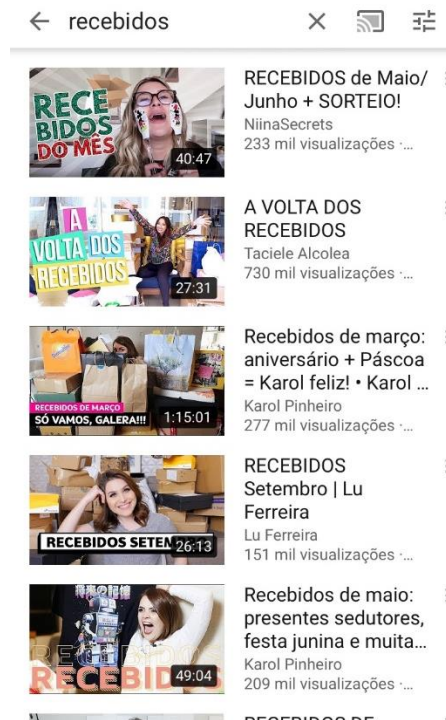 recebidos
RECE
BIDOS
DO MÊS
40:47
RECEBIDOS de Maio/
Junho + SORTEIO!
NiinaSecrets
233 mil visualizações ·...
A
VOLTA DOS
RECEBIDOS
27:31
A VOLTA DOS
RECEBIDOS
Taciele Alcolea
730 mil visualizações ·...
RECEBIDOS DE MARÇO
SÓ VAMOS, GALERA!!!
1:15:01
Recebidos de março:
aniversário + Páscoa
= Karol feliz! • Karol ...
Karol Pinheiro
277 mil visualizações ·...
RECEBIDOS SETEM
26:13
RECEBIDOS
Setembro | Lu
Ferreira
Lu Ferreira
151 mil visualizações ·...
RECEBIDOS
RECEBIDOS
49:04
Recebidos de maio:
presentes sedutores,
festa junina e muita...
Karol Pinheiro
209 mil visualizações ·...
RECEBIDOS DE